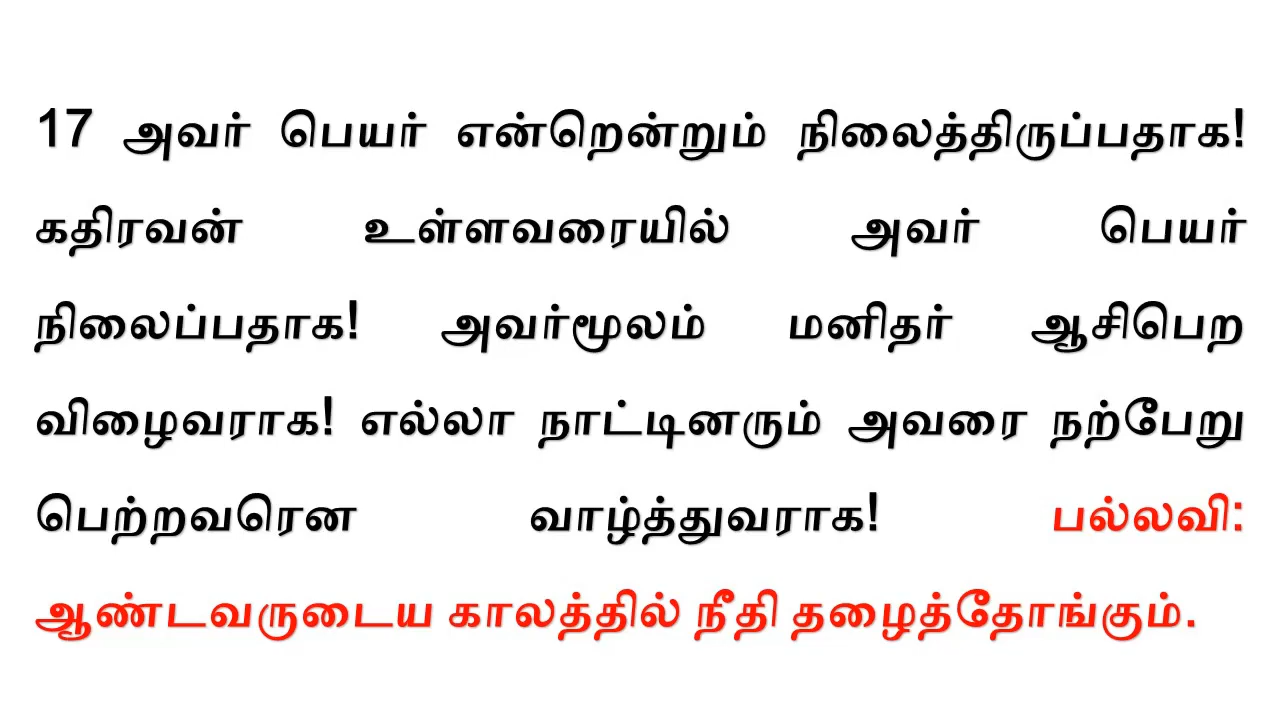 17 அவர் பெயர் என்றென்றும் நிலைத்திருப்பதாக!
கதிரவன் உள்ளவரையில் அவர் பெயர்
நிலைப்பதாக! அவர்மூலம் மனிதர் ஆசிபெற
விழைவராக! எல்லா நாட்டினரும் அவரை நற்பேறு
பெற்றவரென வாழ்த்துவராக! பல்லவி:
ஆண்டவருடைய காலத்தில் நீதி தழைத்தோங்கும்.